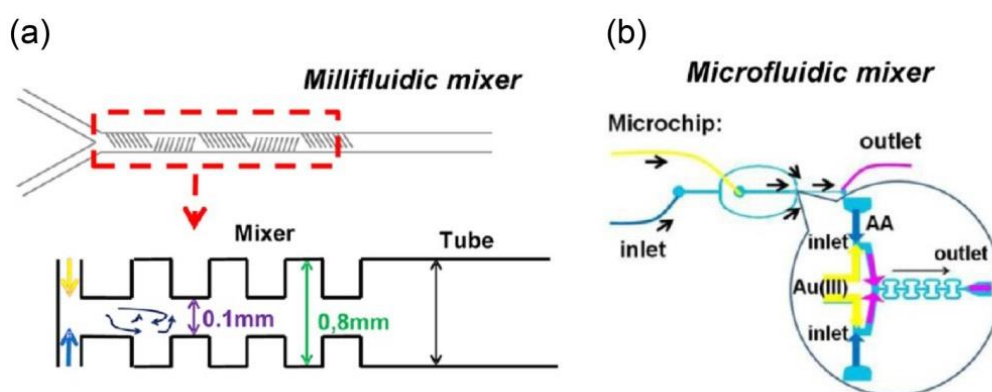 (a)
Millifluidic mixer
Mixer
Tube
0.1mm
0,8mm
(b)
Microfluidic mixer
Microchip:
outlet
inlet
AA
inlet
outlet
Au(III)
inlet